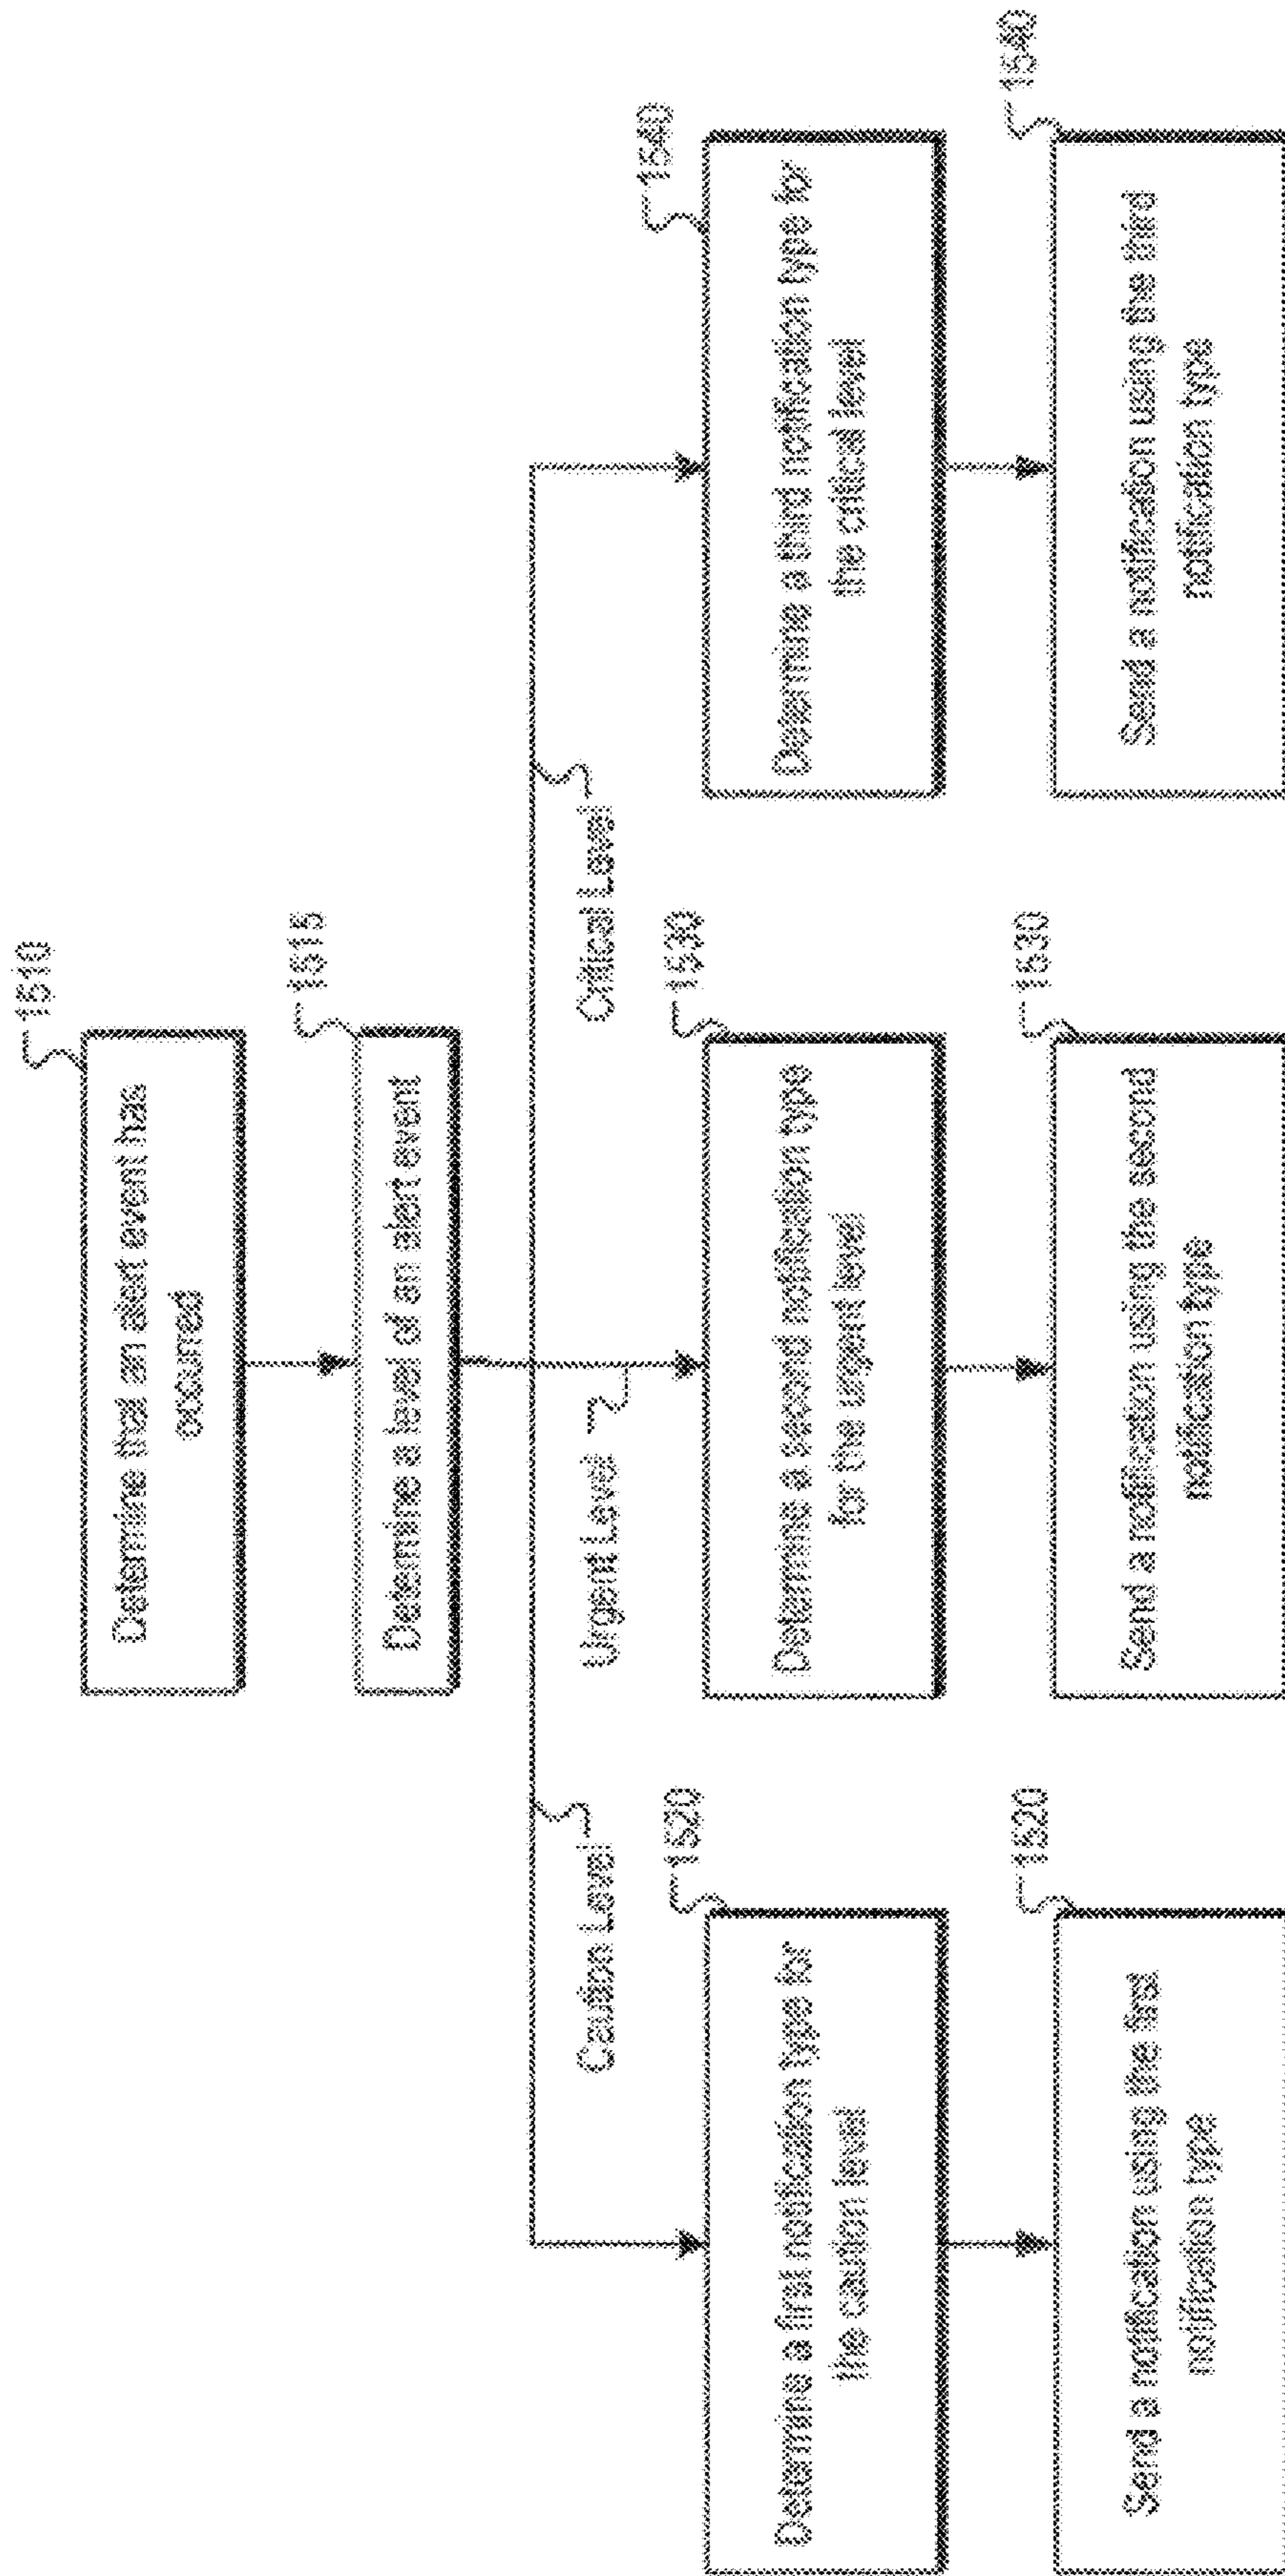 1510
Determine that an alert event has
occurred
1515
Determine a level of an alert event
Caution Level
Urgent Level
Critical Level
1520
Determine a first notification type for
the caution level
1530
Determine a second notification type
for the urgent level
1540
Determine a third notification type for
the critical level
1520
Send a notification using the first
notification type
1530
Send a notification using the second
notification type
1540
Send a notification using the third
notification type